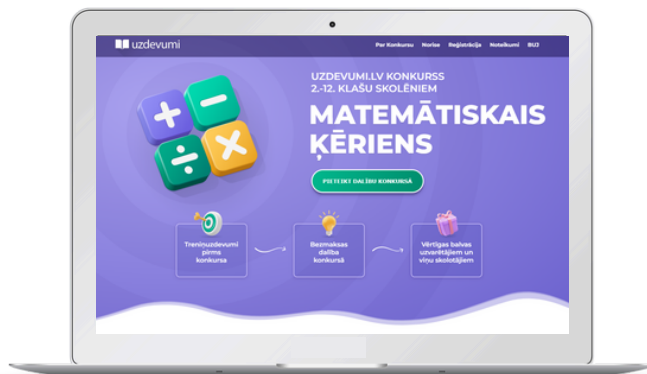 uzdevumi
Par Konkursu Norise Reģistrācija Noteikumi BUJ
UZDEVUMI.LV KONKURSS
2.-12. KLAŠU SKOLĒNIEM
MATEMĀTISKAIS
ĶĒRIENS
PIETEIKT DALĪBU KONKURSĀ
Treniņuzdevumi
pirms
konkursa
Bezmaksas
dalība
konkursā
Vērtīgas balvas
uzvarētājiem un
viņu skolotājiem